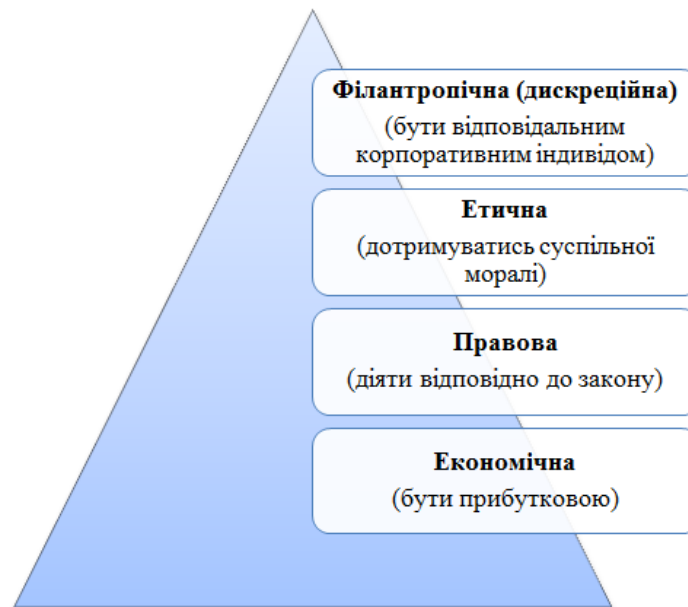 Філантропічна (дискреційна)
(бути відповідальним
корпоративним індивідом)
Етична
(дотримуватись суспільної
моралі)
Правова
(діяти відповідно до закону)
Економічна
(бути прибутковою)